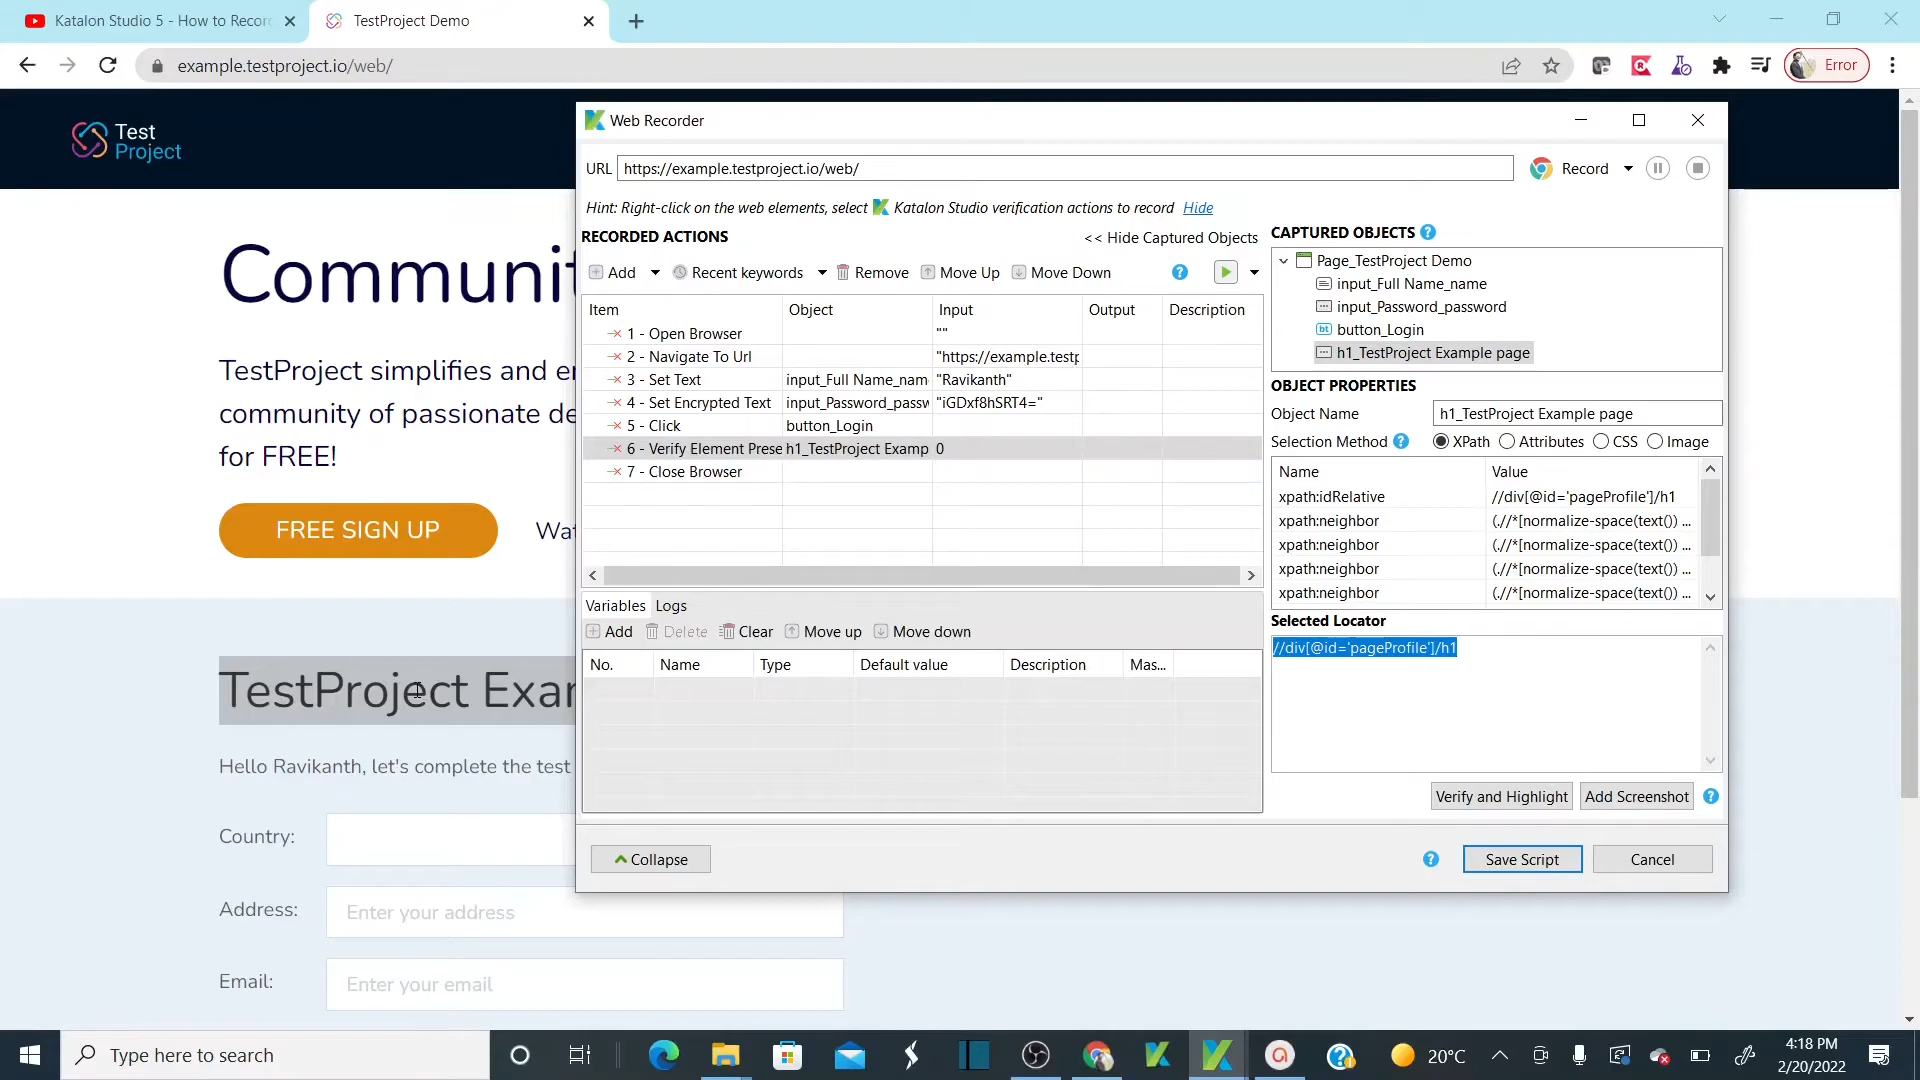 Katalon Studio 5 - How to Recor
TestProject Demo
example.testproject.io/web/
Error
Test
Project
Communit
TestProject simplifies and e
community of passionate de
for FREE!
FREE SIGN UP
Wat
TestProject Exam
Hello Ravikanth, let's complete the test
Country:
Address:
Enter your address
Email:
Enter your email
Web Recorder
URL
https://example.testproject.io/web/
Record
Hint: Right-click on the web elements, select Katalon Studio verification actions to record Hide
RECORDED ACTIONS
<< Hide Captured Objects
Add
Recent keywords
Remove
Move Up
Move Down
Item Object Input Output Description
1 - Open Browser ""
2 - Navigate To Url "https://example.testp
3 - Set Text input_Full Name_nam "Ravikanth"
4 - Set Encrypted Text input_Password_passw "iGDxf8hSRT4="
5 - Click button_Login
6 - Verify Element Prese h1_TestProject Examp 0
7 - Close Browser
Variables Logs
Add Delete Clear Move up Move down
No. Name Type Default value Description Mas...
CAPTURED OBJECTS
Page_TestProject Demo
input_Full Name_name
input_Password_password
bt button_Login
h1_TestProject Example page
OBJECT PROPERTIES
Object Name h1_TestProject Example page
Selection Method XPath Attributes CSS Image
Name Value
xpath:idRelative //div[@id='pageProfile']/h1
xpath:neighbor (.//*[normalize-space(text()) ...
xpath:neighbor (.//*[normalize-space(text()) ...
xpath:neighbor (.//*[normalize-space(text()) ...
xpath:neighbor (.//*[normalize-space(text()) ...
Selected Locator
//div[@id='pageProfile']/h1
Verify and Highlight
Add Screenshot
Collapse
Save Script
Cancel
Type here to search
20°C
4:18 PM
2/20/2022